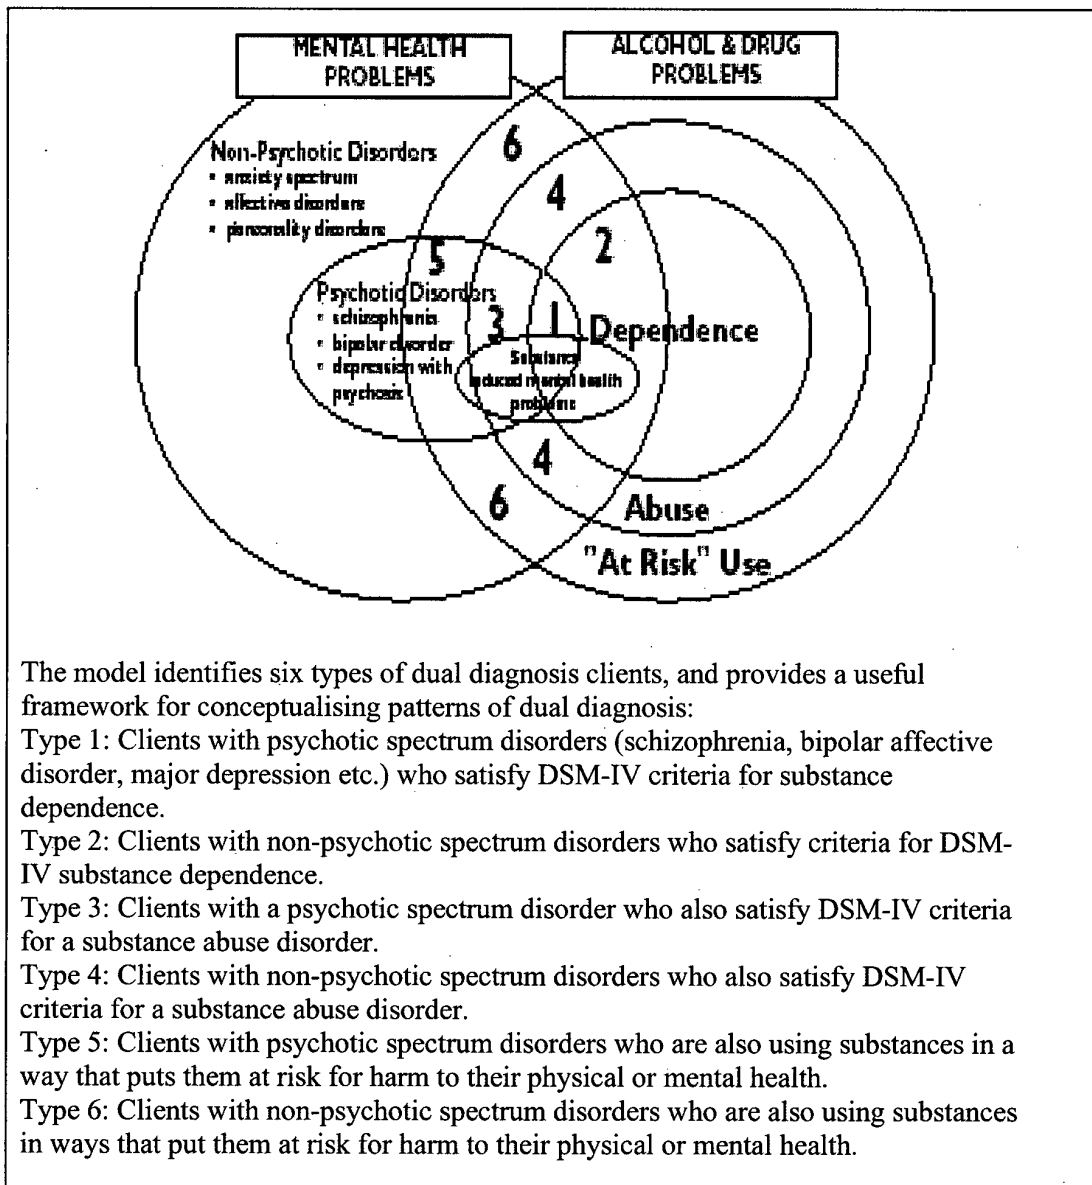 MENTAL HEALTH
PROBLEMS
ALCOHOL & DRUG
PROBLEMS
6
Non-Psychotic Disorders
• anxiety spectrum
• affective disorders
• personality disorders
4
2
5
Psychotic Disorders
• schizophrenia
• bipolar disorder
• depression with
psychosis
3
1
Dependence
Substance
induced mental health
problems
4
6
Abuse
"At Risk" Use
The model identifies six types of dual diagnosis clients, and provides a useful
framework for conceptualising patterns of dual diagnosis:
Type 1: Clients with psychotic spectrum disorders (schizophrenia, bipolar affective
disorder, major depression etc.) who satisfy DSM-IV criteria for substance
dependence.
Type 2: Clients with non-psychotic spectrum disorders who satisfy criteria for DSM-
IV substance dependence.
Type 3: Clients with a psychotic spectrum disorder who also satisfy DSM-IV criteria
for a substance abuse disorder.
Type 4: Clients with non-psychotic spectrum disorders who also satisfy DSM-IV
criteria for a substance abuse disorder.
Type 5: Clients with psychotic spectrum disorders who are also using substances in a
way that puts them at risk for harm to their physical or mental health.
Type 6: Clients with non-psychotic spectrum disorders who are also using substances
in ways that put them at risk for harm to their physical or mental health.